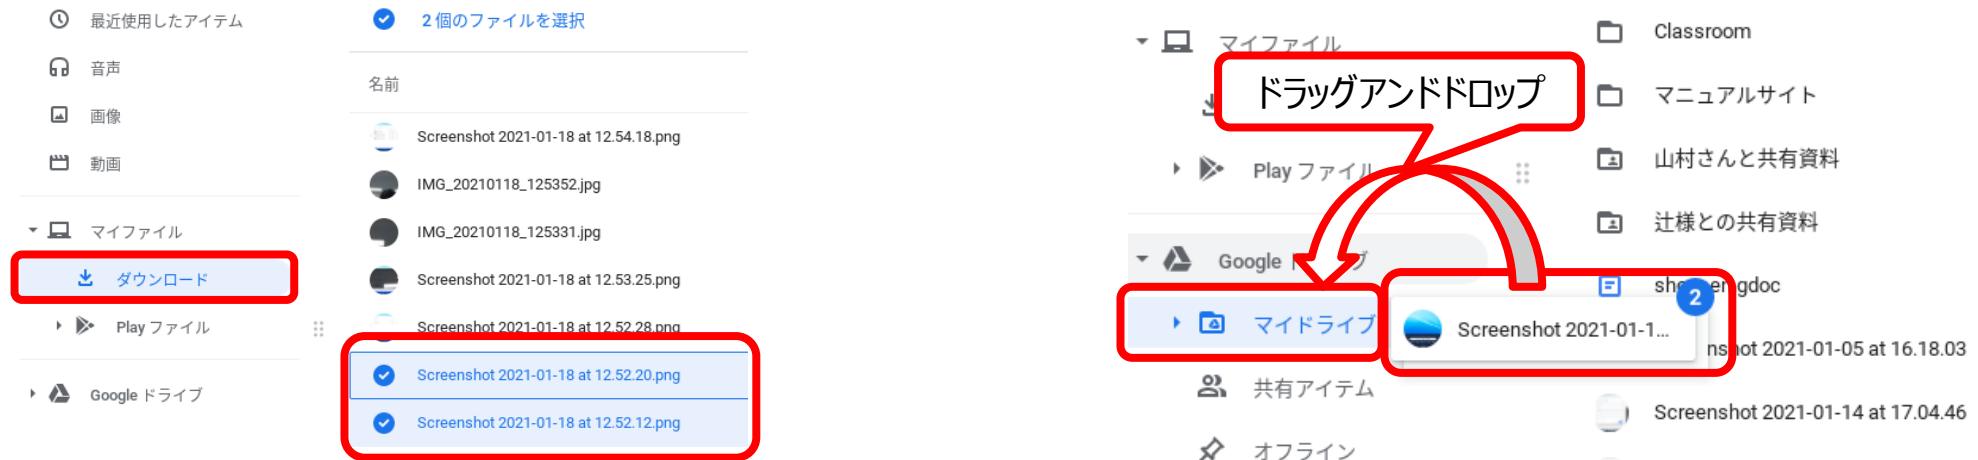 最近使用したアイテム
音声
画像
動画
マイファイル
ダウンロード
Play ファイル
Google ドライブ
2 個のファイルを選択
名前
Screenshot 2021-01-18 at 12.54.18.png
IMG_20210118_125352.jpg
IMG_20210118_125331.jpg
Screenshot 2021-01-18 at 12.53.25.png
Screenshot 2021-01-18 at 12.52.28.png
Screenshot 2021-01-18 at 12.52.20.png
Screenshot 2021-01-18 at 12.52.12.png
マイファイル
ドラッグアンドドロップ
Play ファイル
Google ドライブ
マイドライブ
共有アイテム
オフライン
Classroom
マニュアルサイト
山村さんと共有資料
辻様との共有資料
gdoc
2
Screenshot 2021-01-1...
2021-01-05 at 16.18.03
Screenshot 2021-01-14 at 17.04.46